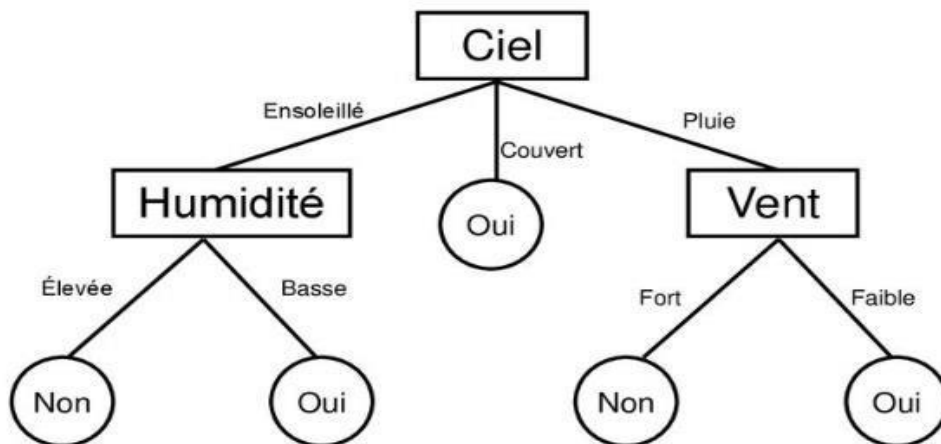 Ciel
Ensoleillé
Couvert
Pluie
Humidité
Oui
Vent
Élevée
Basse
Fort
Faible
Non
Oui
Non
Oui